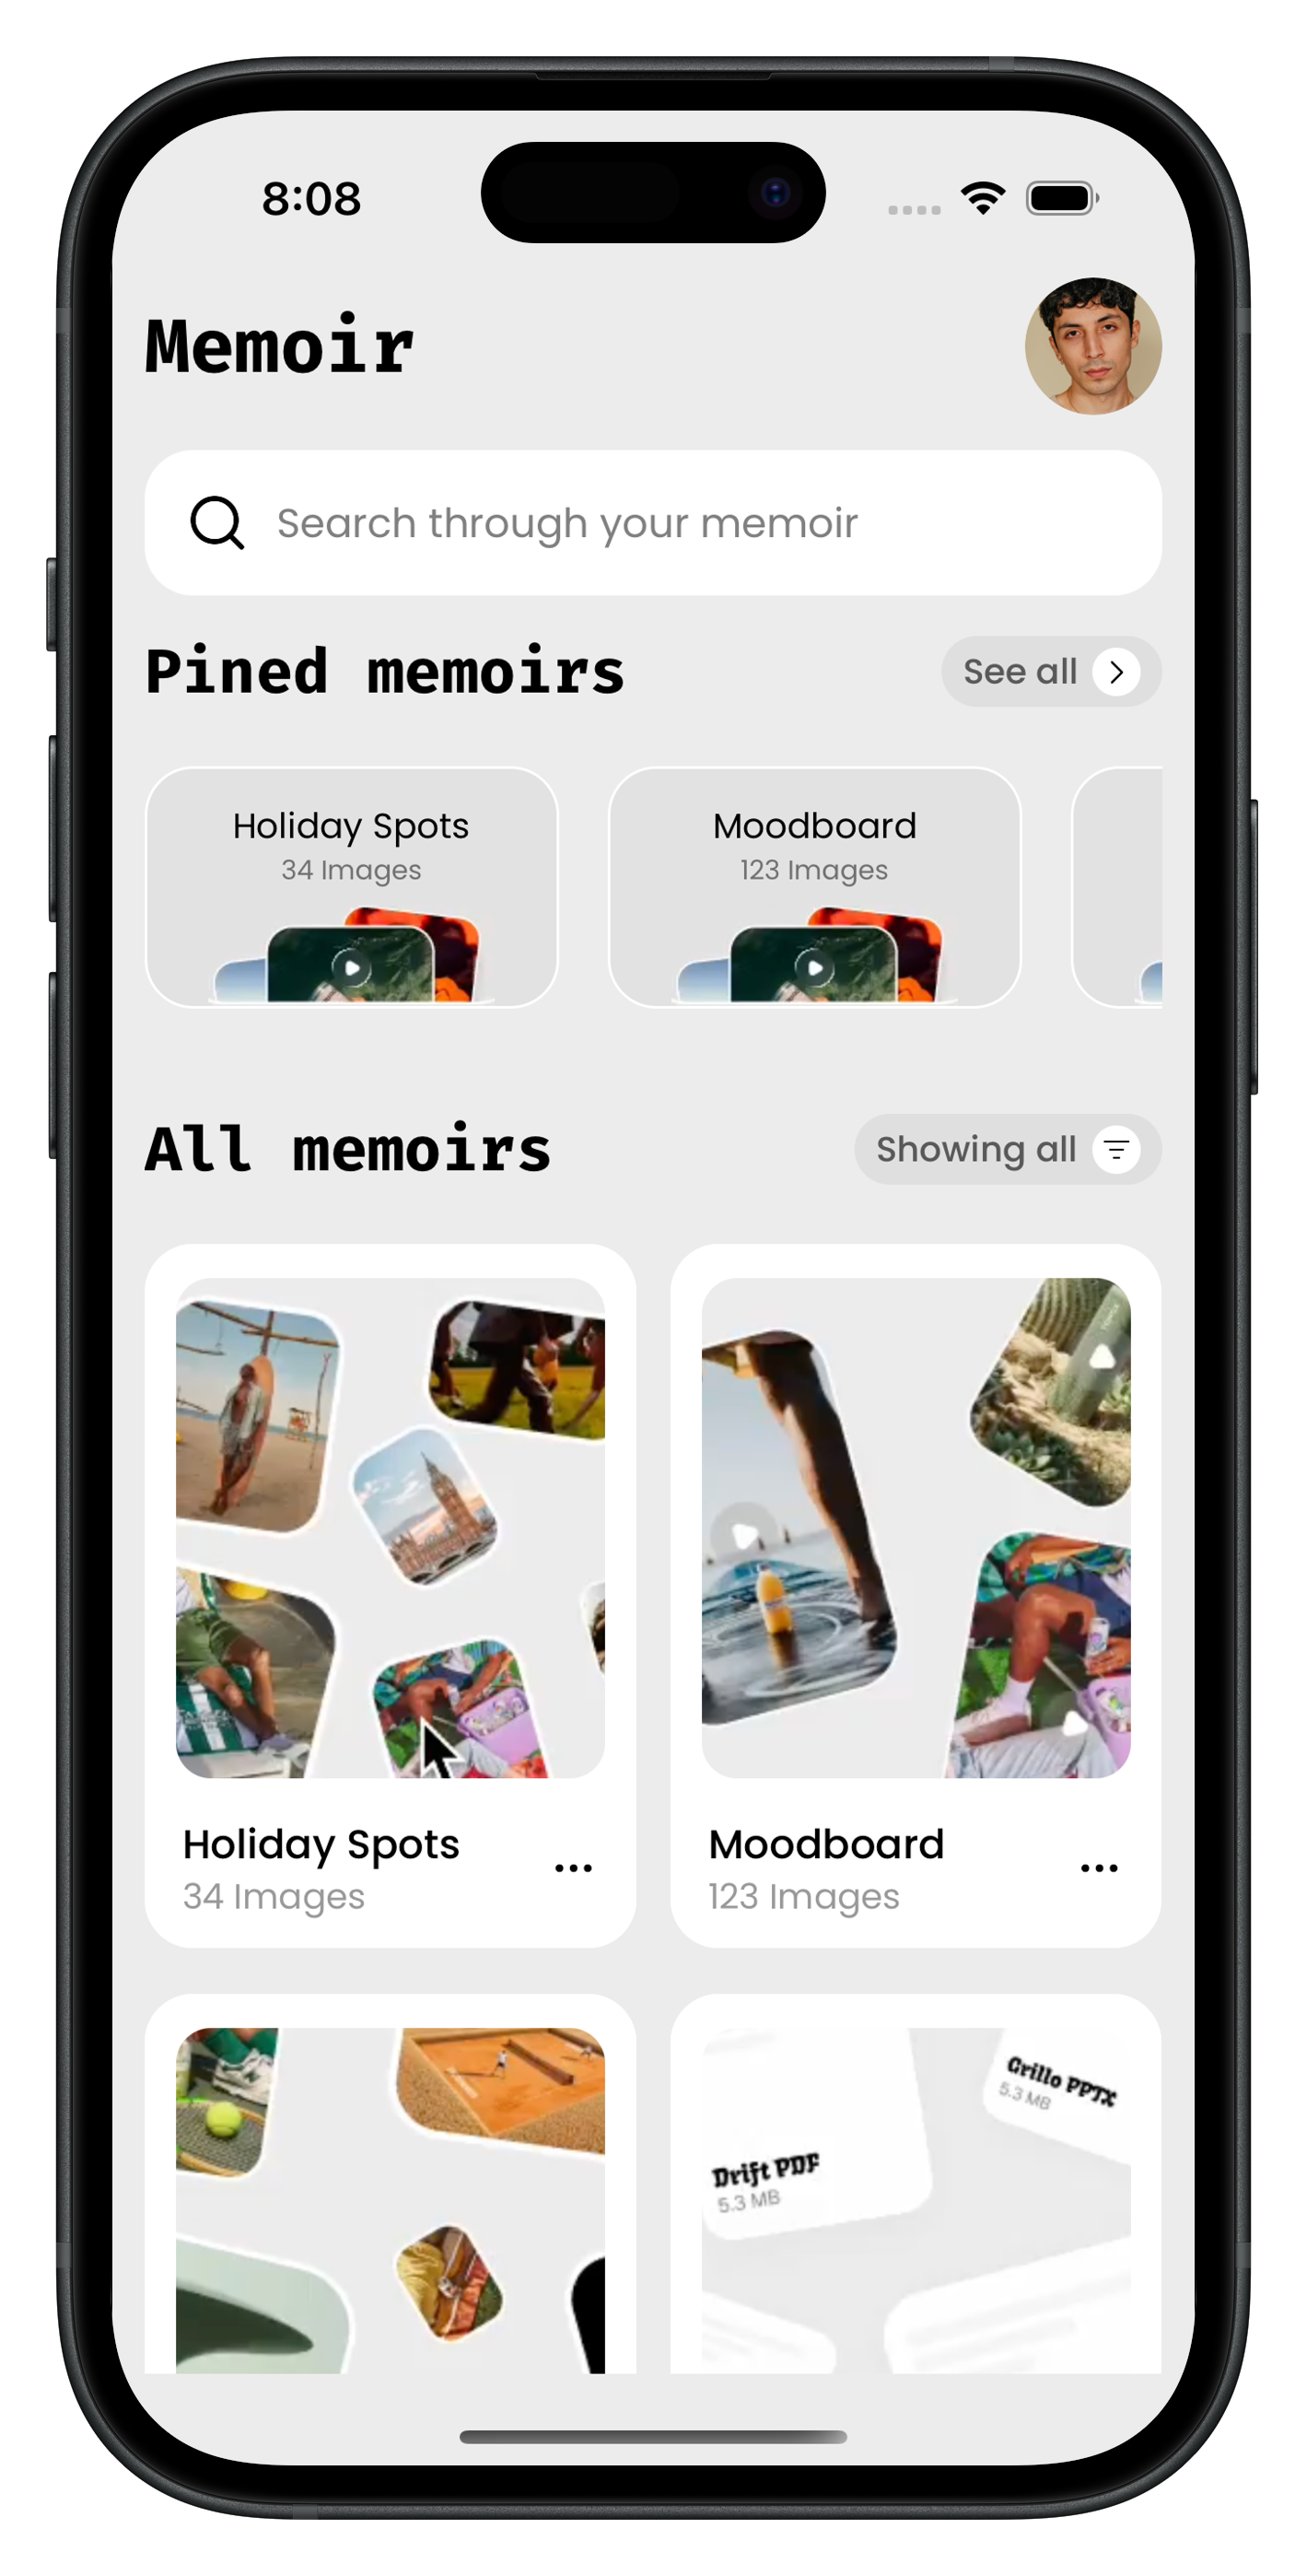 8:08
Memoir
Search through your memoir
Pined memoirs
See all
Holiday Spots
34 Images
Moodboard
123 Images
All memoirs
Showing all
Holiday Spots
34 Images
Moodboard
123 Images
Grillo PPTX
5.3 MB
Drift PDF
5.3 MB